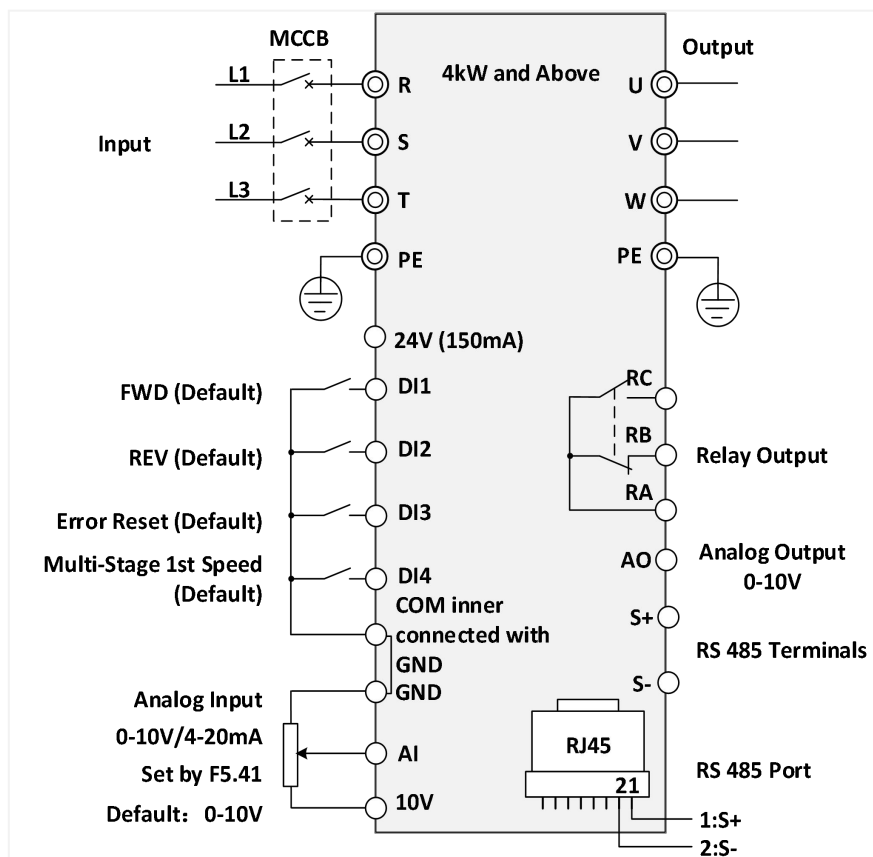 MCCB
Output
4kW and Above
L1
R
U
Input
L2
S
V
L3
T
W
PE
PE
24V (150mA)
FWD (Default)
DI1
RC
REV (Default)
DI2
RB
Relay Output
RA
Error Reset (Default)
DI3
Multi-Stage 1st Speed
(Default)
DI4
AO
Analog Output
0-10V
COM inner
connected with
GND
S+
RS 485 Terminals
S-
GND
Analog Input
0-10V/4-20mA
Set by F5.41
Default: 0-10V
AI
10V
RJ45
21
RS 485 Port
1:S+
2:S-